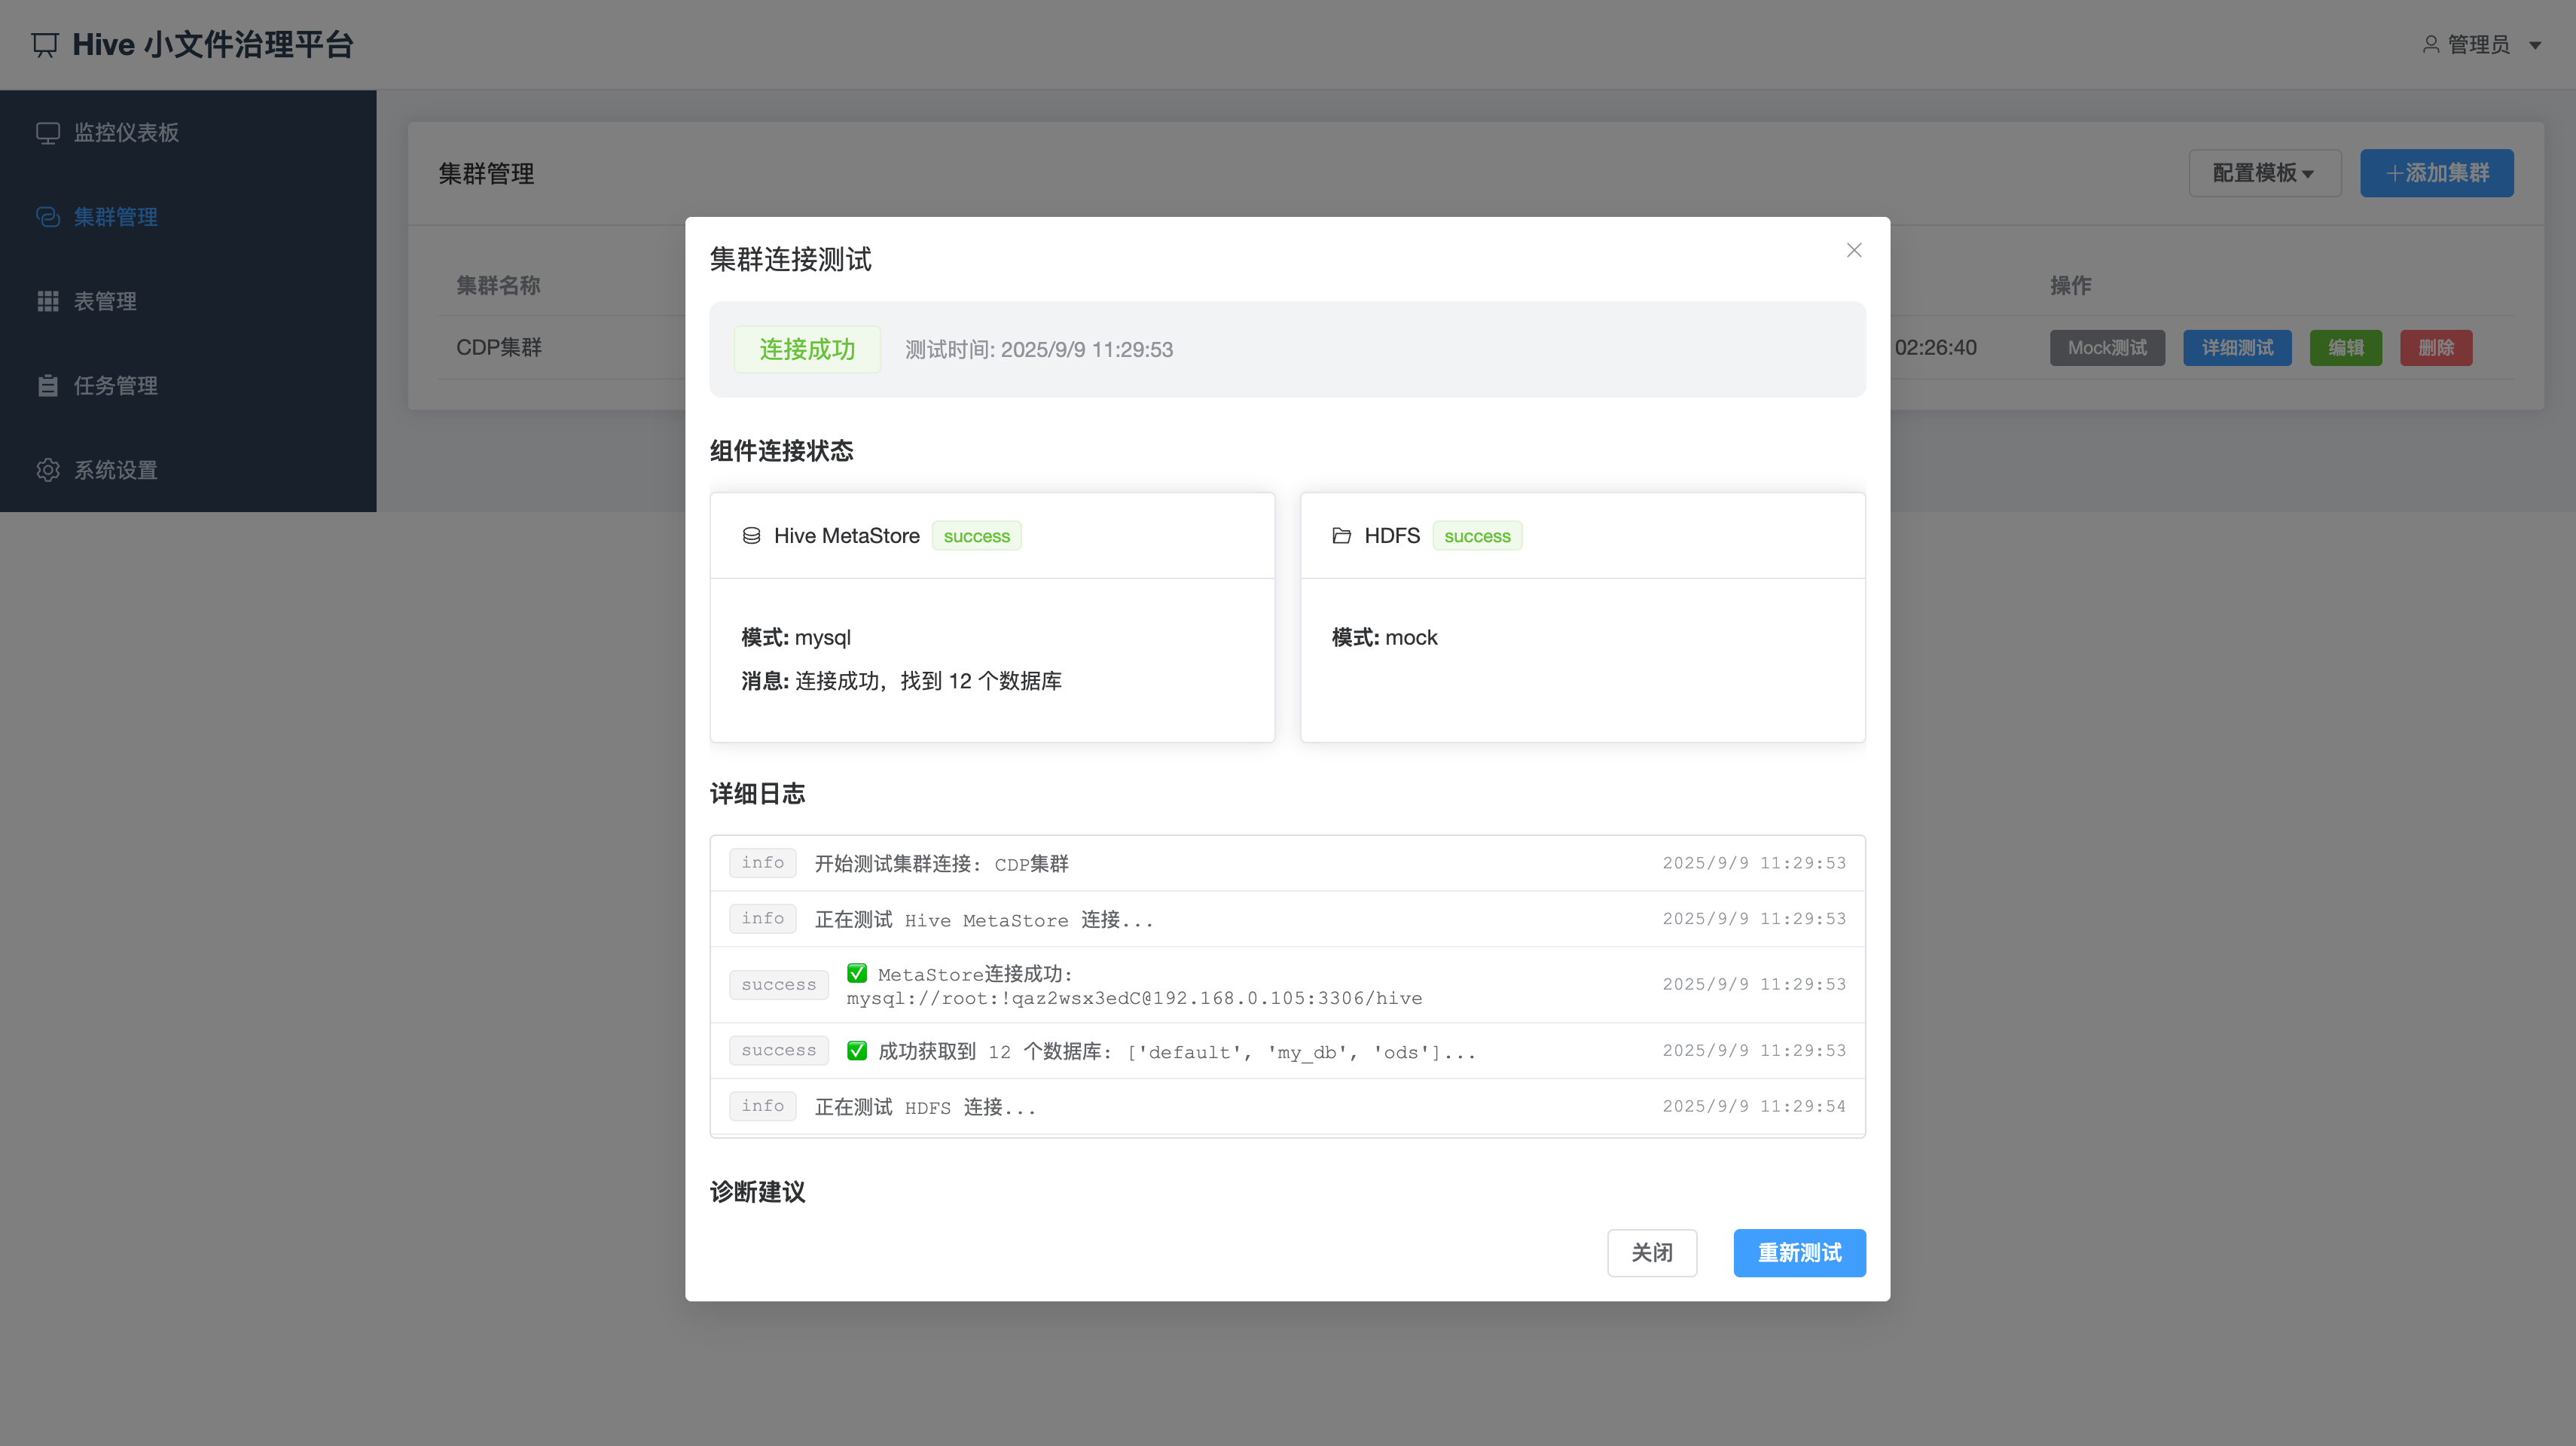 Hive 小文件治理平台
管理员
监控仪表板
集群管理
表管理
任务管理
系统设置
集群管理
配置模板
+添加集群
集群名称
操作
CDP集群
02:26:40
Mock测试
详细测试
编辑
删除
集群连接测试
连接成功
测试时间: 2025/9/9 11:29:53
组件连接状态
Hive MetaStore success
模式: mysql
消息: 连接成功，找到 12 个数据库
HDFS success
模式: mock
详细日志
info 开始测试集群连接: CDP集群 2025/9/9 11:29:53
info 正在测试 Hive MetaStore 连接... 2025/9/9 11:29:53
success ✅ MetaStore连接成功:
mysql://root:!qaz2wsx3edC@192.168.0.105:3306/hive 2025/9/9 11:29:53
success ✅ 成功获取到 12 个数据库: ['default', 'my_db', 'ods']... 2025/9/9 11:29:53
info 正在测试 HDFS 连接... 2025/9/9 11:29:54
诊断建议
关闭
重新测试